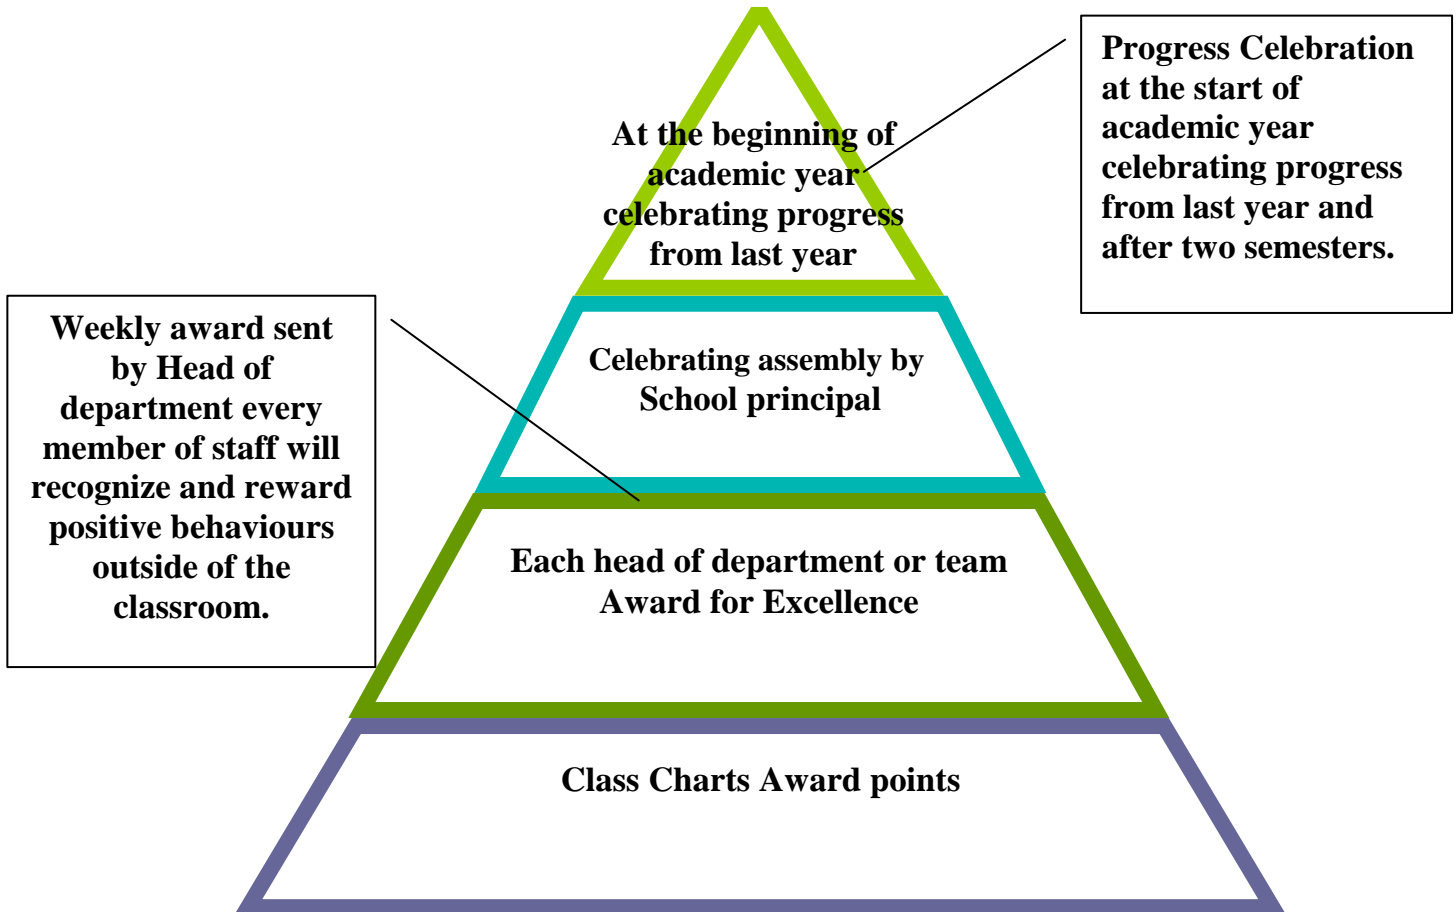 At the beginning of
academic year
celebrating progress
from last year
Progress Celebration
at the start of
academic year
celebrating progress
from last year and
after two semesters.
Celebrating assembly by
School principal
Weekly award sent
by Head of
department every
member of staff will
recognize and reward
positive behaviours
outside of the
classroom.
Each head of department or team
Award for Excellence
Class Charts Award points